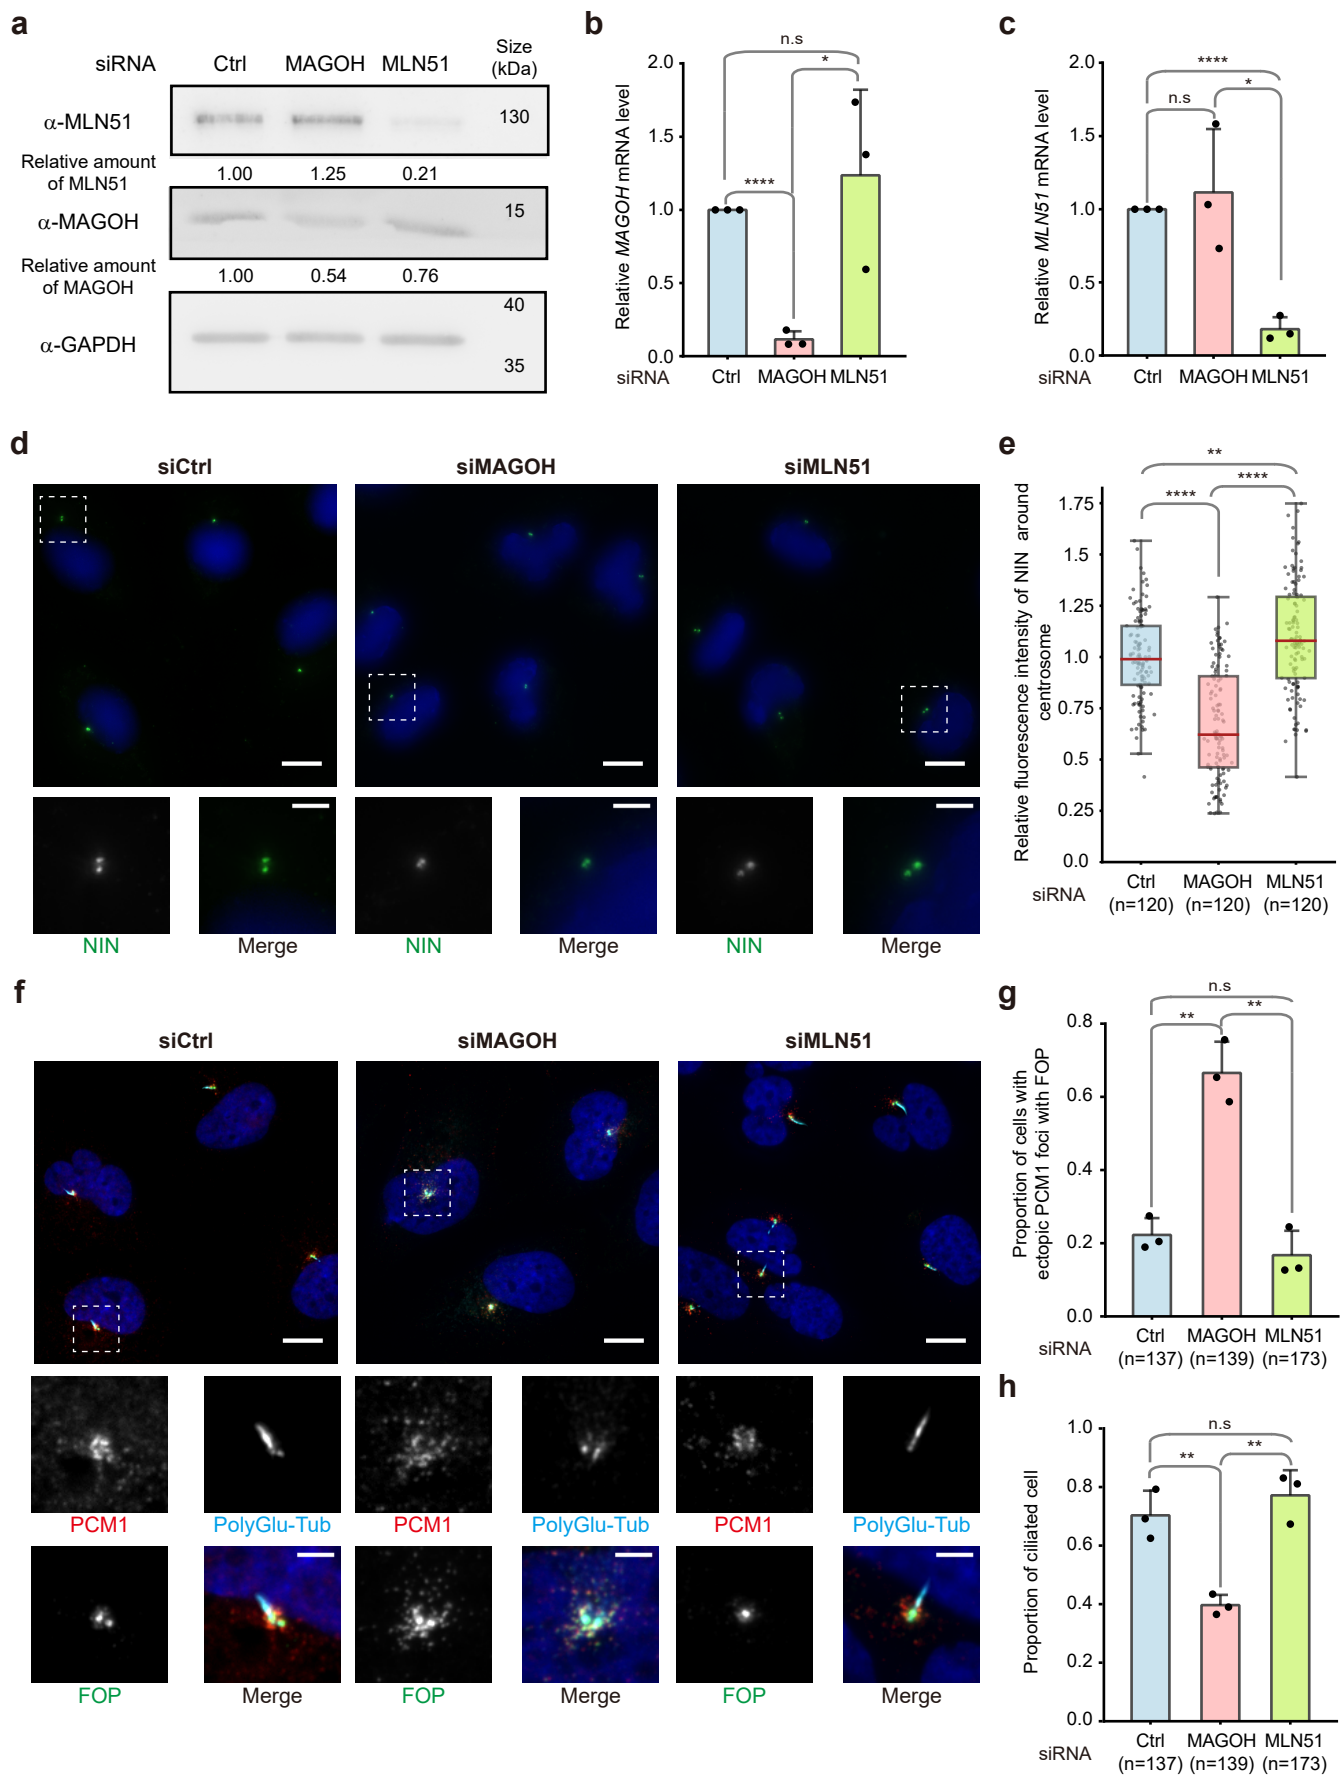 a
siRNA Ctrl MAGOH MLN51 Size
(kDa)
α-MLN51 130
Relative amount
of MLN51 1.00 1.25 0.21
α-MAGOH 15
Relative amount
of MAGOH 1.00 0.54 0.76
40
α-GAPDH
35
b
n.s
*
****
Relative MAGOH mRNA level
2.0
1.5
1.0
0.5
0.0
siRNA Ctrl MAGOH MLN51
c
****
n.s *
Relative MLN51 mRNA level
2.0
1.5
1.0
0.5
0.0
siRNA Ctrl MAGOH MLN51
d
siCtrl siMAGOH siMLN51
NIN Merge NIN Merge NIN Merge
e
**
**** ****
Relative fluorescence intensity of NIN around
centrosome
1.75
1.5
1.25
1.0
0.75
0.5
0.25
0.0
siRNA Ctrl MAGOH MLN51
(n=120) (n=120) (n=120)
f
siCtrl siMAGOH siMLN51
PCM1 PolyGlu-Tub PCM1 PolyGlu-Tub PCM1 PolyGlu-Tub
FOP Merge FOP Merge FOP Merge
g
n.s
** **
Proportion of cells with
ectopic PCM1 foci with FOP
0.8
0.6
0.4
0.2
0.0
siRNA Ctrl MAGOH MLN51
(n=137) (n=139) (n=173)
h
n.s
** **
Proportion of ciliated cell
1.0
0.8
0.6
0.4
0.2
0.0
siRNA Ctrl MAGOH MLN51
(n=137) (n=139) (n=173)